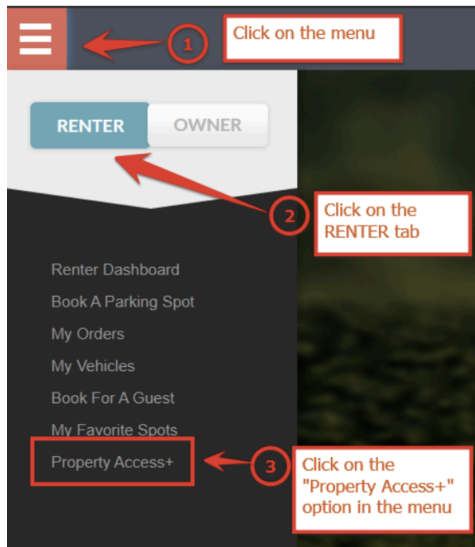 1
Click on the menu
RENTER
OWNER
2
Click on the
RENTER tab
Renter Dashboard
Book A Parking Spot
My Orders
My Vehicles
Book For A Guest
My Favorite Spots
Property Access+
3
Click on the
"Property Access+"
option in the menu